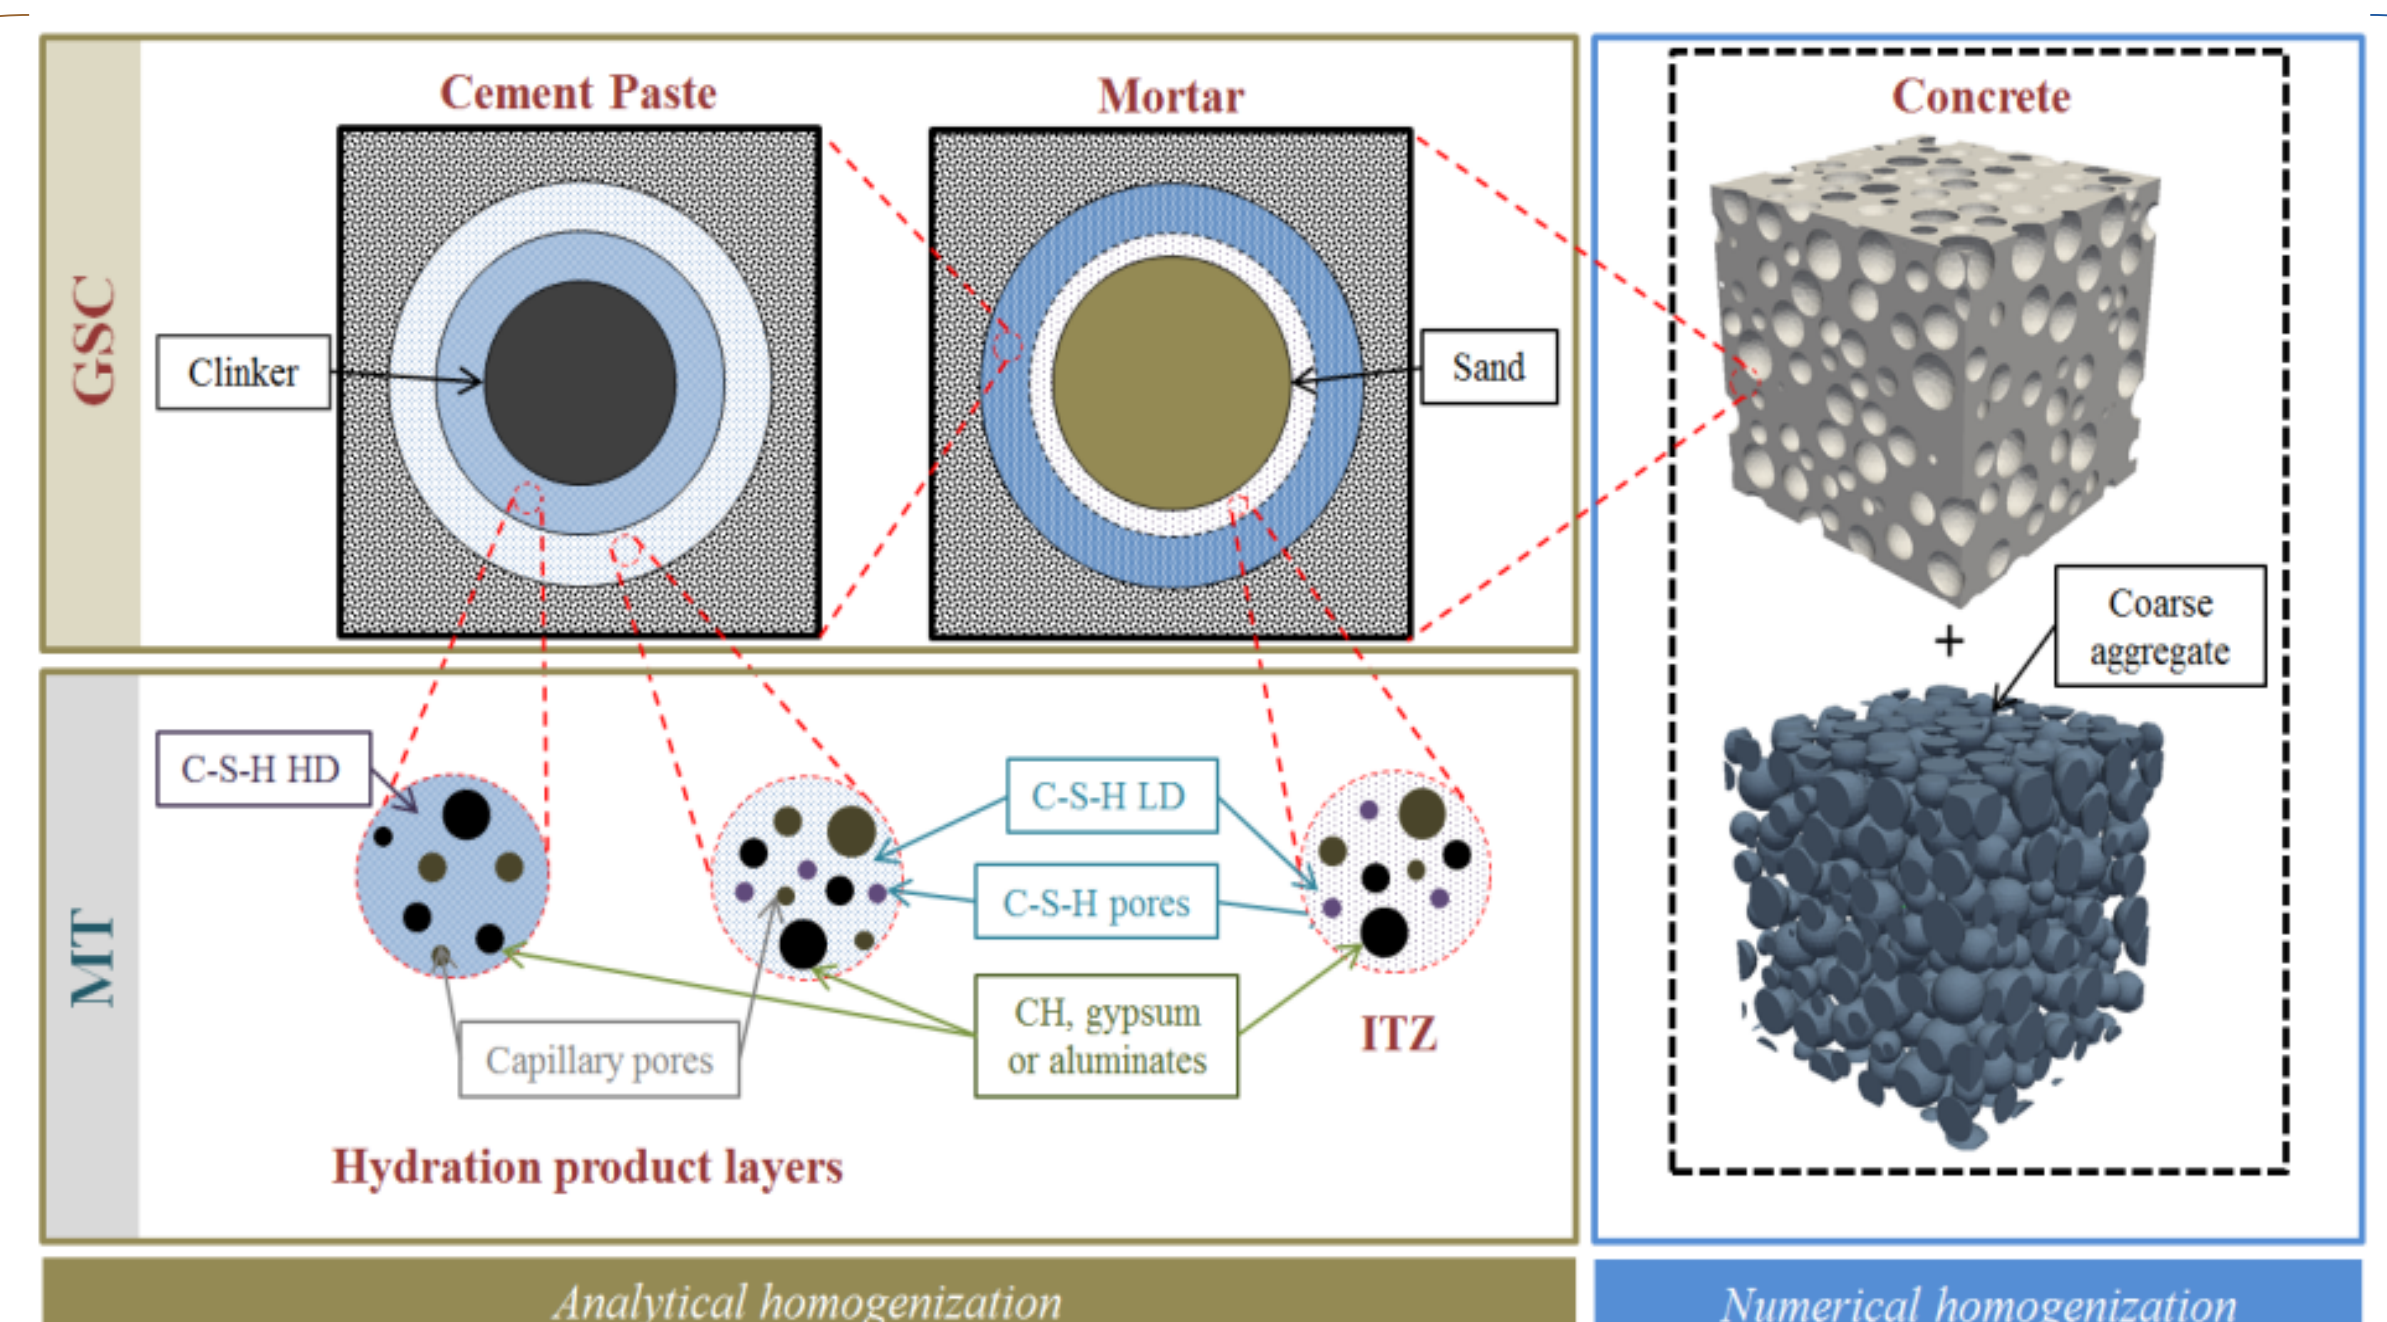 Cement Paste
Mortar
Concrete
GSC
Clinker
Sand
Coarse
aggregate
+
MT
C-S-H HD
C-S-H LD
C-S-H pores
CH, gypsum
or aluminates
Capillary pores
ITZ
Hydration product layers
Analytical homogenization
Numerical homogenization